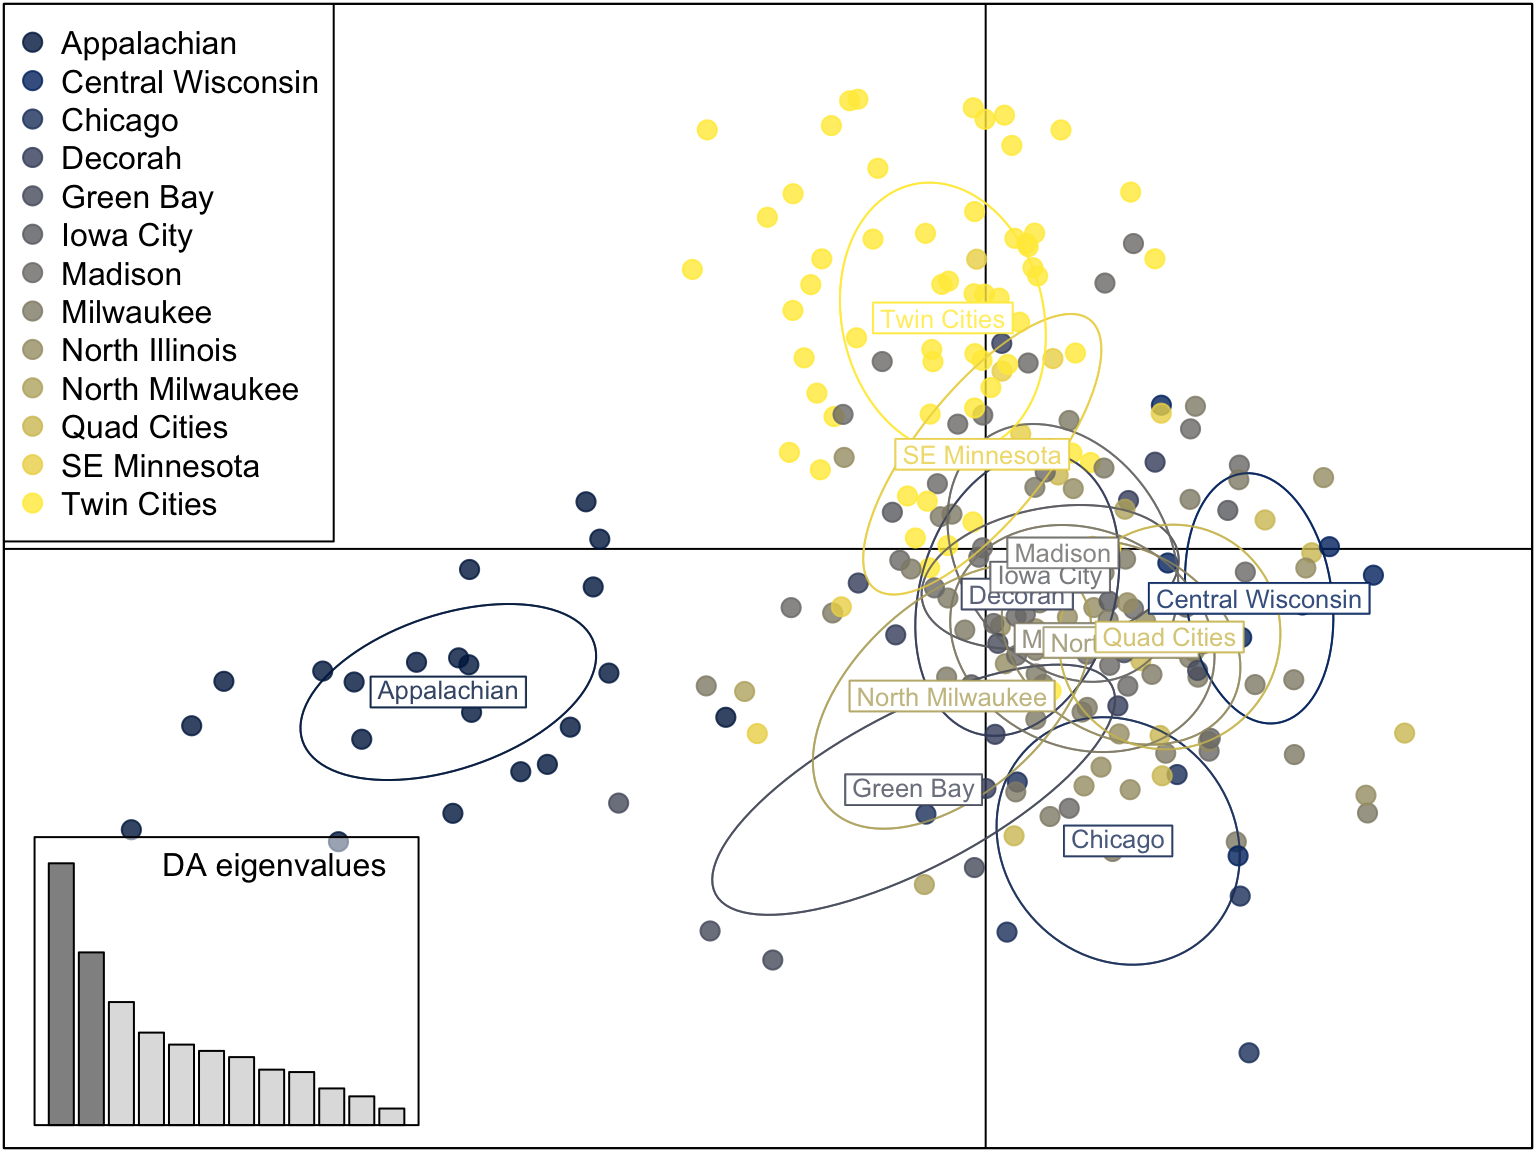 Appalachian
Central Wisconsin
Chicago
Decorah
Green Bay
Iowa City
Madison
Milwaukee
North Illinois
North Milwaukee
Quad Cities
SE Minnesota
Twin Cities
Twin Cities
SE Minnesota
Madison
Iowa City
Decorah
Central Wisconsin
Quad Cities
Appalachian
North Milwaukee
Green Bay
Chicago
DA eigenvalues